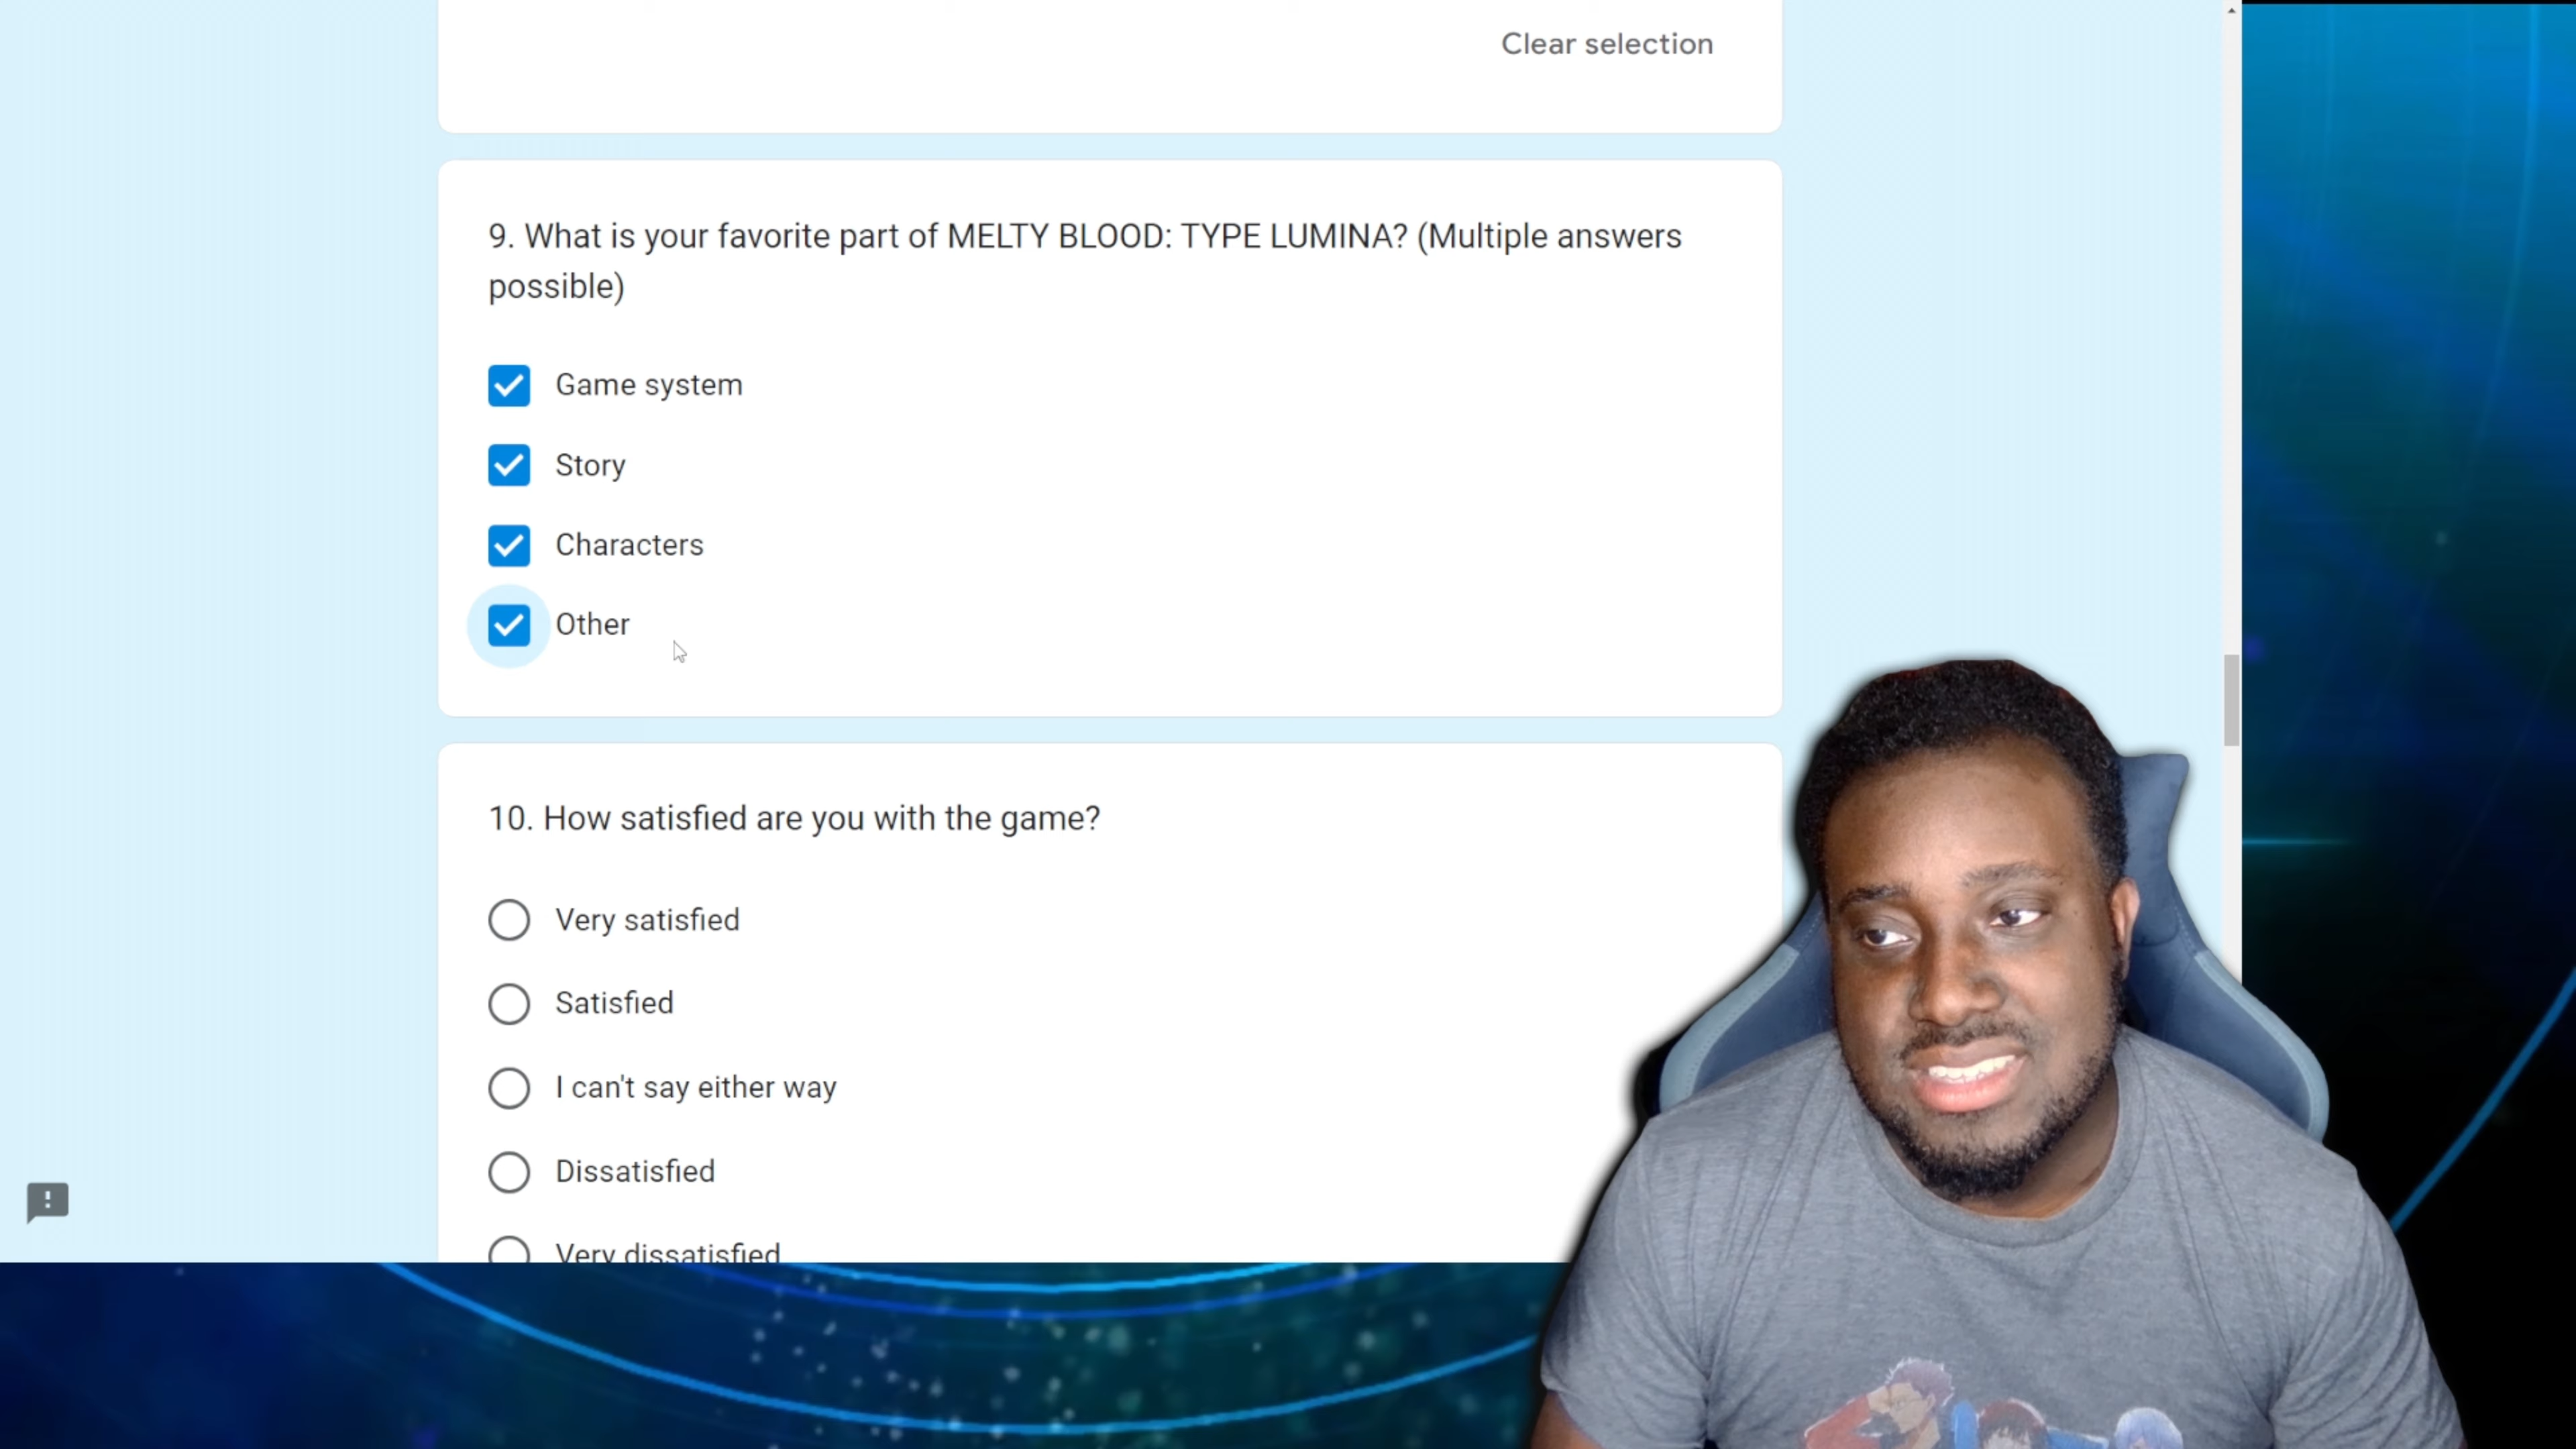 Clear selection
9. What is your favorite part of MELTY BLOOD: TYPE LUMINA? (Multiple answers
possible)
Game system
Story
Characters
Other
10. How satisfied are you with the game?
Very satisfied
Satisfied
I can't say either way
Dissatisfied
Very dissatisfied